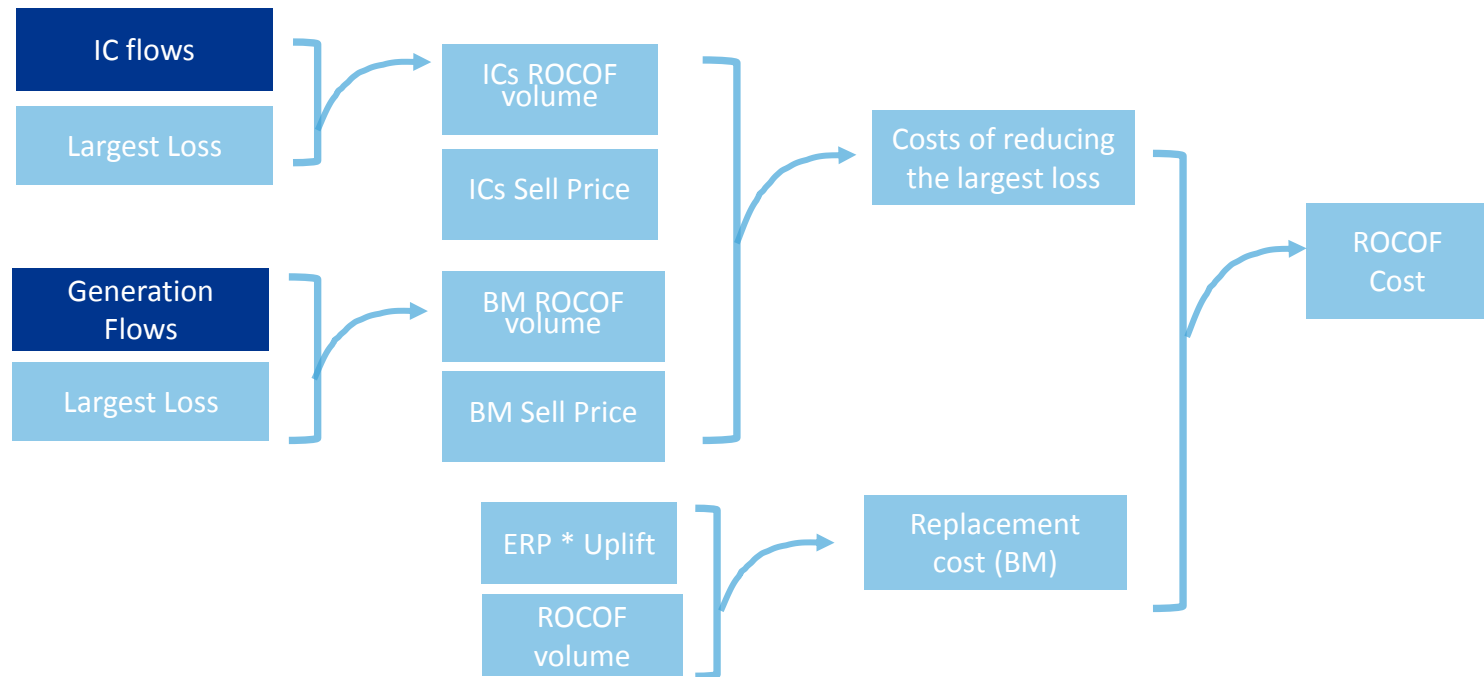 IC flows
Largest Loss
Generation
Flows
Largest Loss
ICs ROCOF
volume
ICs Sell Price
BM ROCOF
volume
BM Sell Price
ERP * Uplift
ROCOF
volume
Costs of reducing
the largest loss
Replacement
cost (BM)
ROCOF
Cost